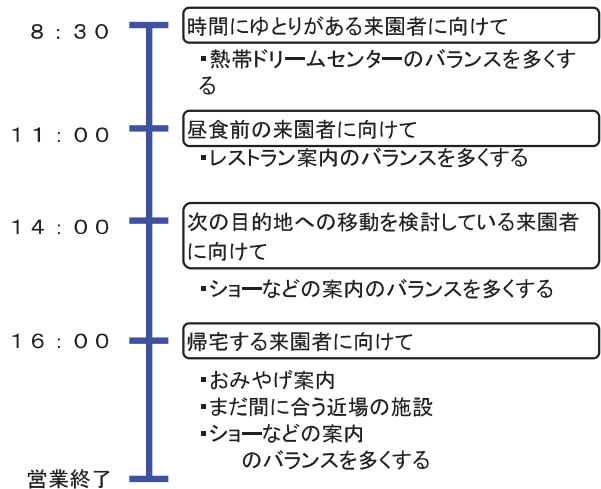 8：30
時間にゆとりがある来園者に向けて
▪熱帯ドリームセンターのバランスを多くす
る
11：00
昼食前の来園者に向けて
▪レストラン案内のバランスを多くする
14：00
次の目的地への移動を検討している来園者
に向けて
▪ショーなどの案内のバランスを多くする
16：00
帰宅する来園者に向けて
▪おみやげ案内
▪まだ間に合う近場の施設
▪ショーなどの案内
のバランスを多くする
営業終了